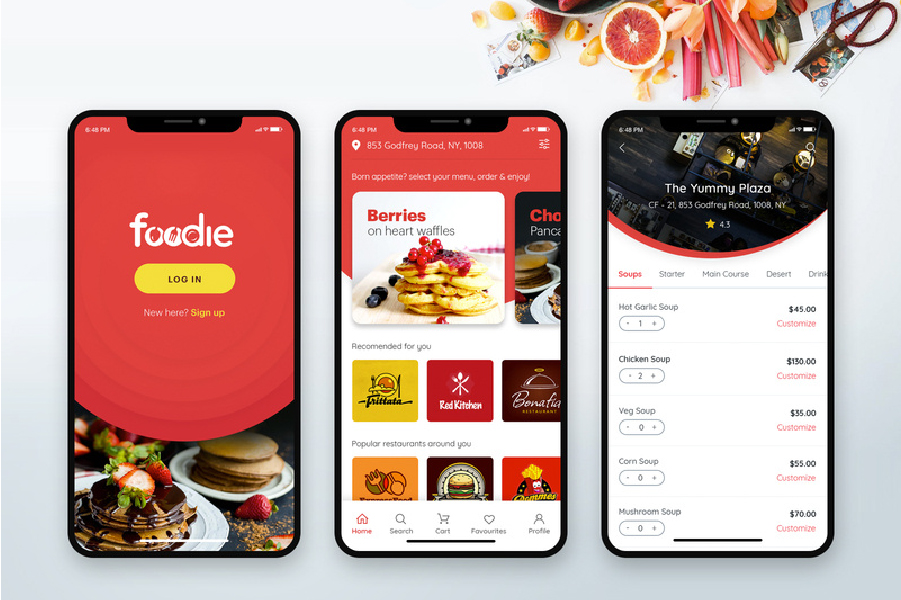 6:48 PM
foodie
LOG IN
New here? Sign up
6:48 PM
853 Godfrey Road, NY, 1008
Born appetite? select your menu, order & enjoy!
Berries
on heart waffles
Cho
Panca
Recomended for you
Frittata
Red Kitchen
Bonafid
RESTAURANT
Popular restaurants around you
Home
Search
Cart
Favourites
Profile
6:48 PM
The Yummy Plaza
CF - 21, 853 Godfrey Road, 1008, NY
4.3
Soups
Starter
Main Course
Desert
Drink
Hot Garlic Soup
$45.00
- 1 +
Customize
Chicken Soup
$130.00
- 2 +
Customize
Veg Soup
$35.00
- 0 +
Customize
Corn Soup
$55.00
- 0 +
Customize
Mushroom Soup
$70.00
- 0 +
Customize